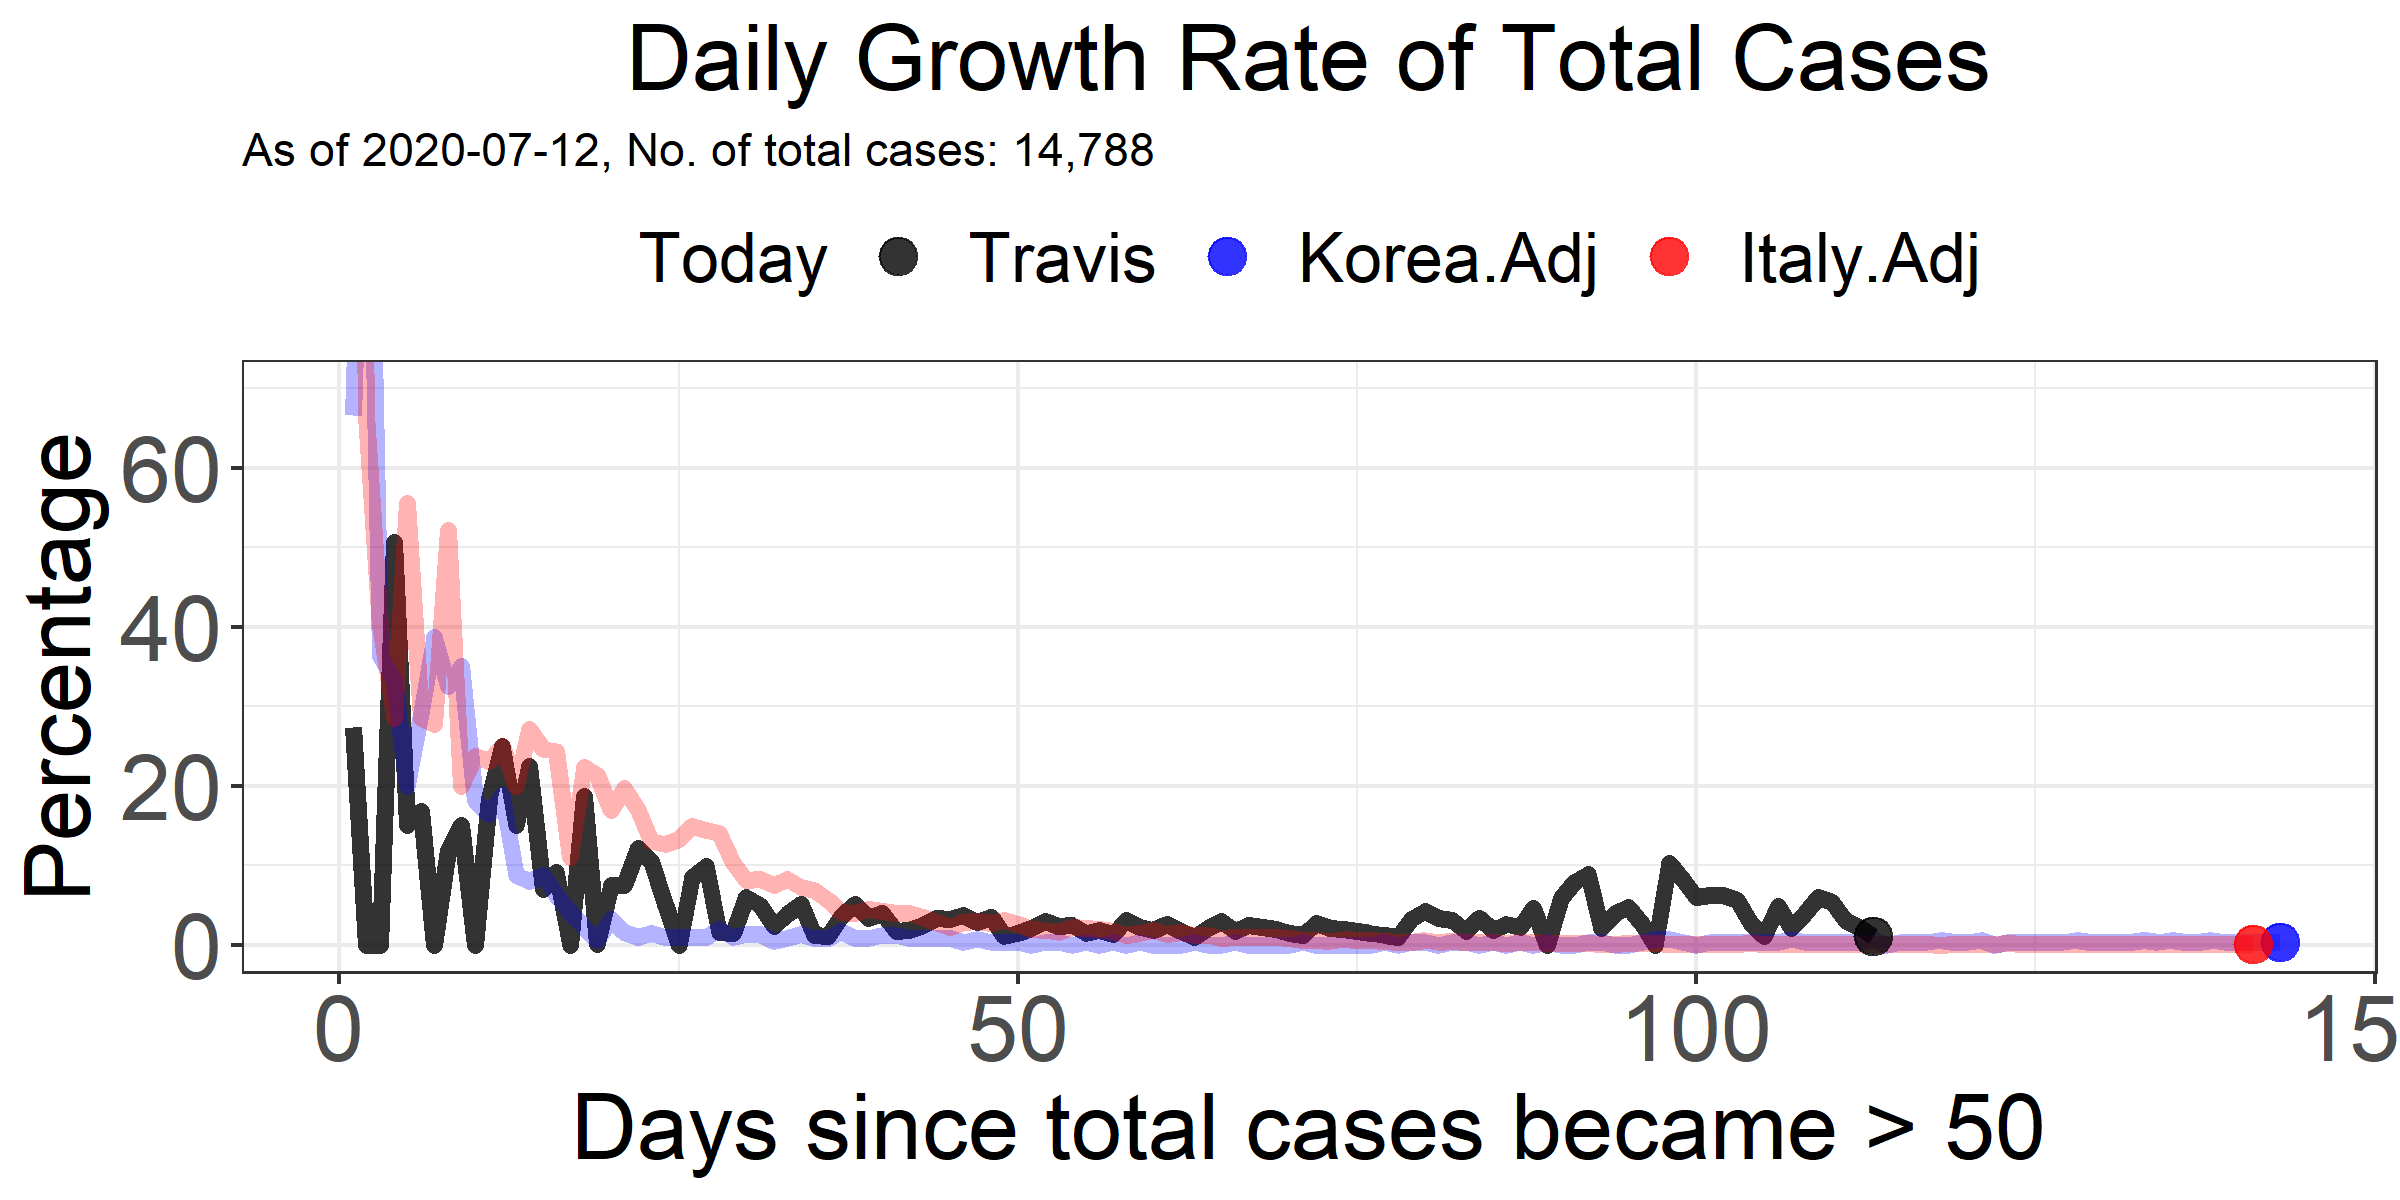 Daily Growth Rate of Total Cases
As of 2020-07-12, No. of total cases: 14,788
Today Travis Korea.Adj Italy.Adj
Percentage
60
40
20
0
0 50 100 15
Days since total cases became > 50